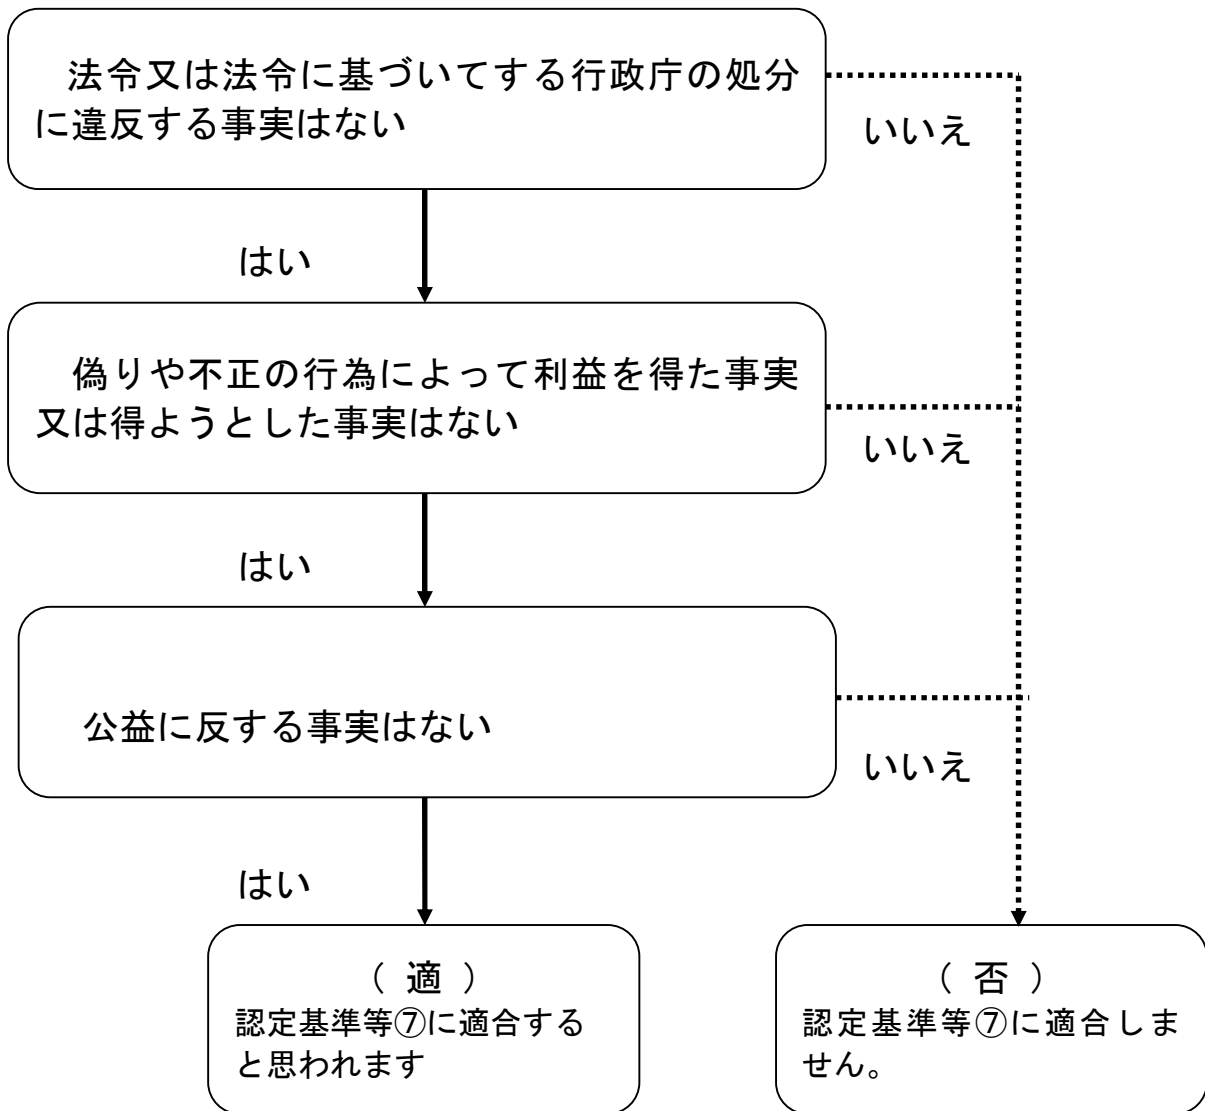 法令又は法令に基づいてする行政庁の処分
に違反する事実はない
いいえ
はい
偽りや不正の行為によって利益を得た事実
又は得ようとした事実はない
いいえ
はい
公益に反する事実はない
いいえ
はい
（ 適 ）
認定基準等⑦に適合する
と思われます
（ 否 ）
認定基準等⑦に適合しま
せん。